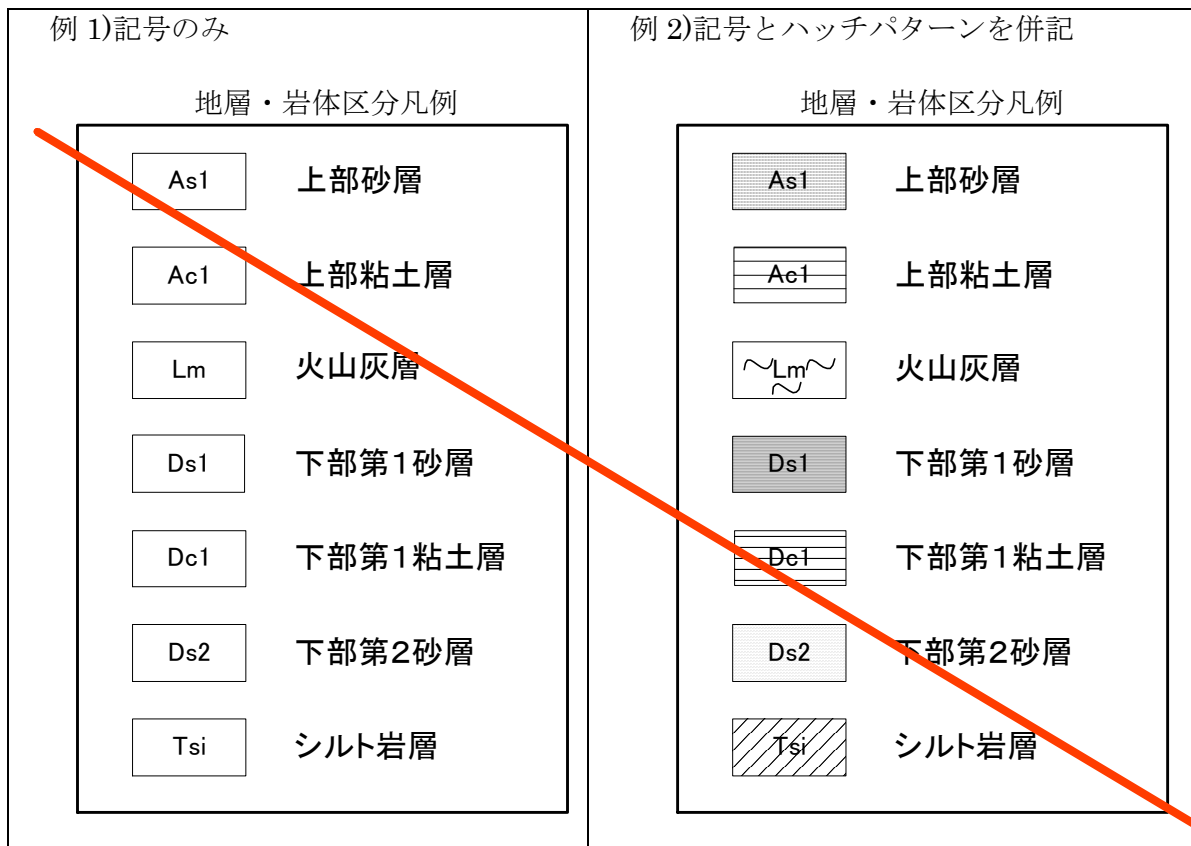 例 1)記号のみ
地層・岩体区分凡例
As1 上部砂層
Ac1 上部粘土層
Lm 火山灰層
Ds1 下部第1砂層
Dc1 下部第1粘土層
Ds2 下部第2砂層
Tsi シルト岩層
例 2)記号とハッチパターンを併記
地層・岩体区分凡例
As1 上部砂層
Ac1 上部粘土層
Lm 火山灰層
Ds1 下部第1砂層
Dc1 下部第1粘土層
Ds2 下部第2砂層
Tsi シルト岩層